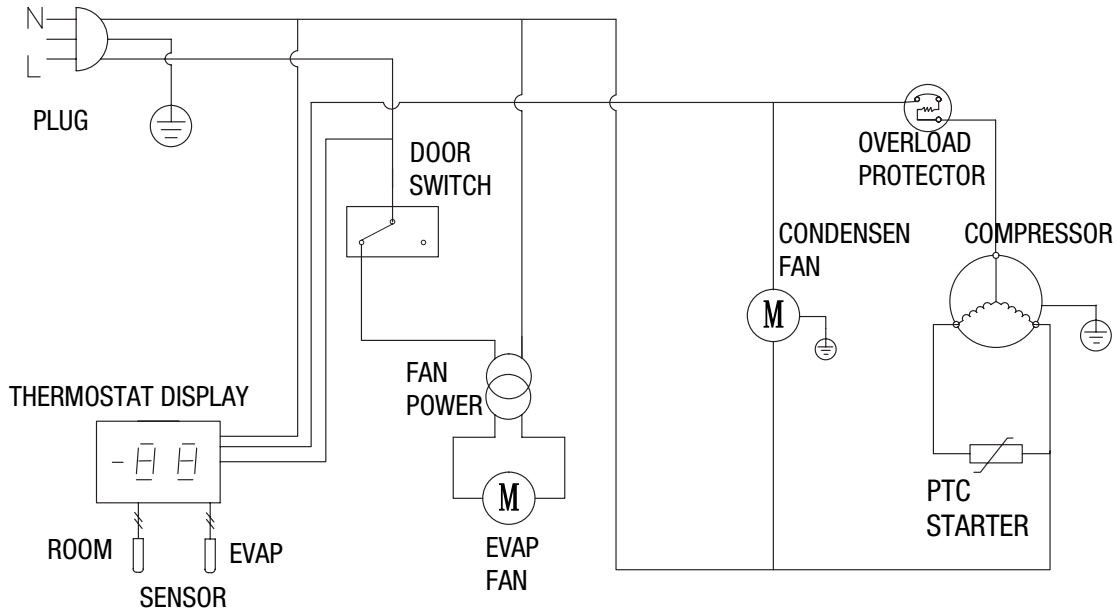 N
L
PLUG
DOOR
SWITCH
OVERLOAD
PROTECTOR
CONDENSEN
FAN
COMPRESSOR
M
FAN
POWER
THERMOSTAT DISPLAY
-88
M
PTC
STARTER
ROOM
EVAP
SENSOR
EVAP
FAN